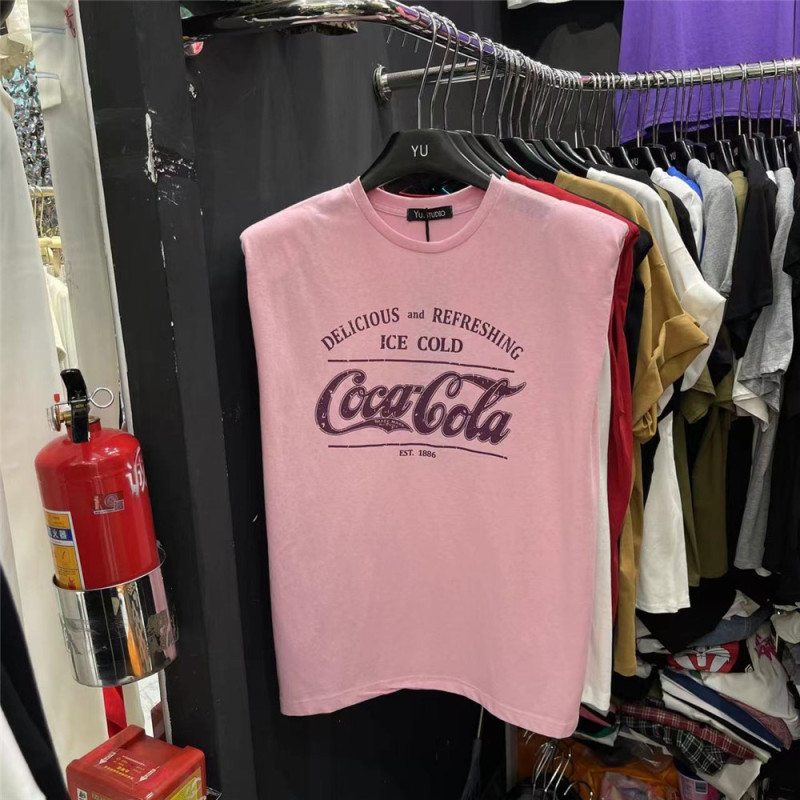 YU
Yu. STUDIO
DELICIOUS and REFRESHING
ICE COLD
Coca-Cola
EST. 1886